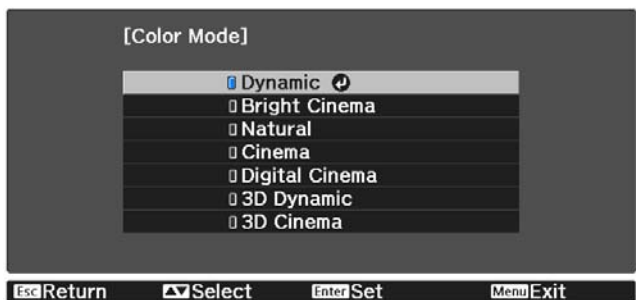 [Color Mode]
Dynamic
Bright Cinema
Natural
Cinema
Digital Cinema
3D Dynamic
3D Cinema
Esc Return Select Enter Set Menu Exit